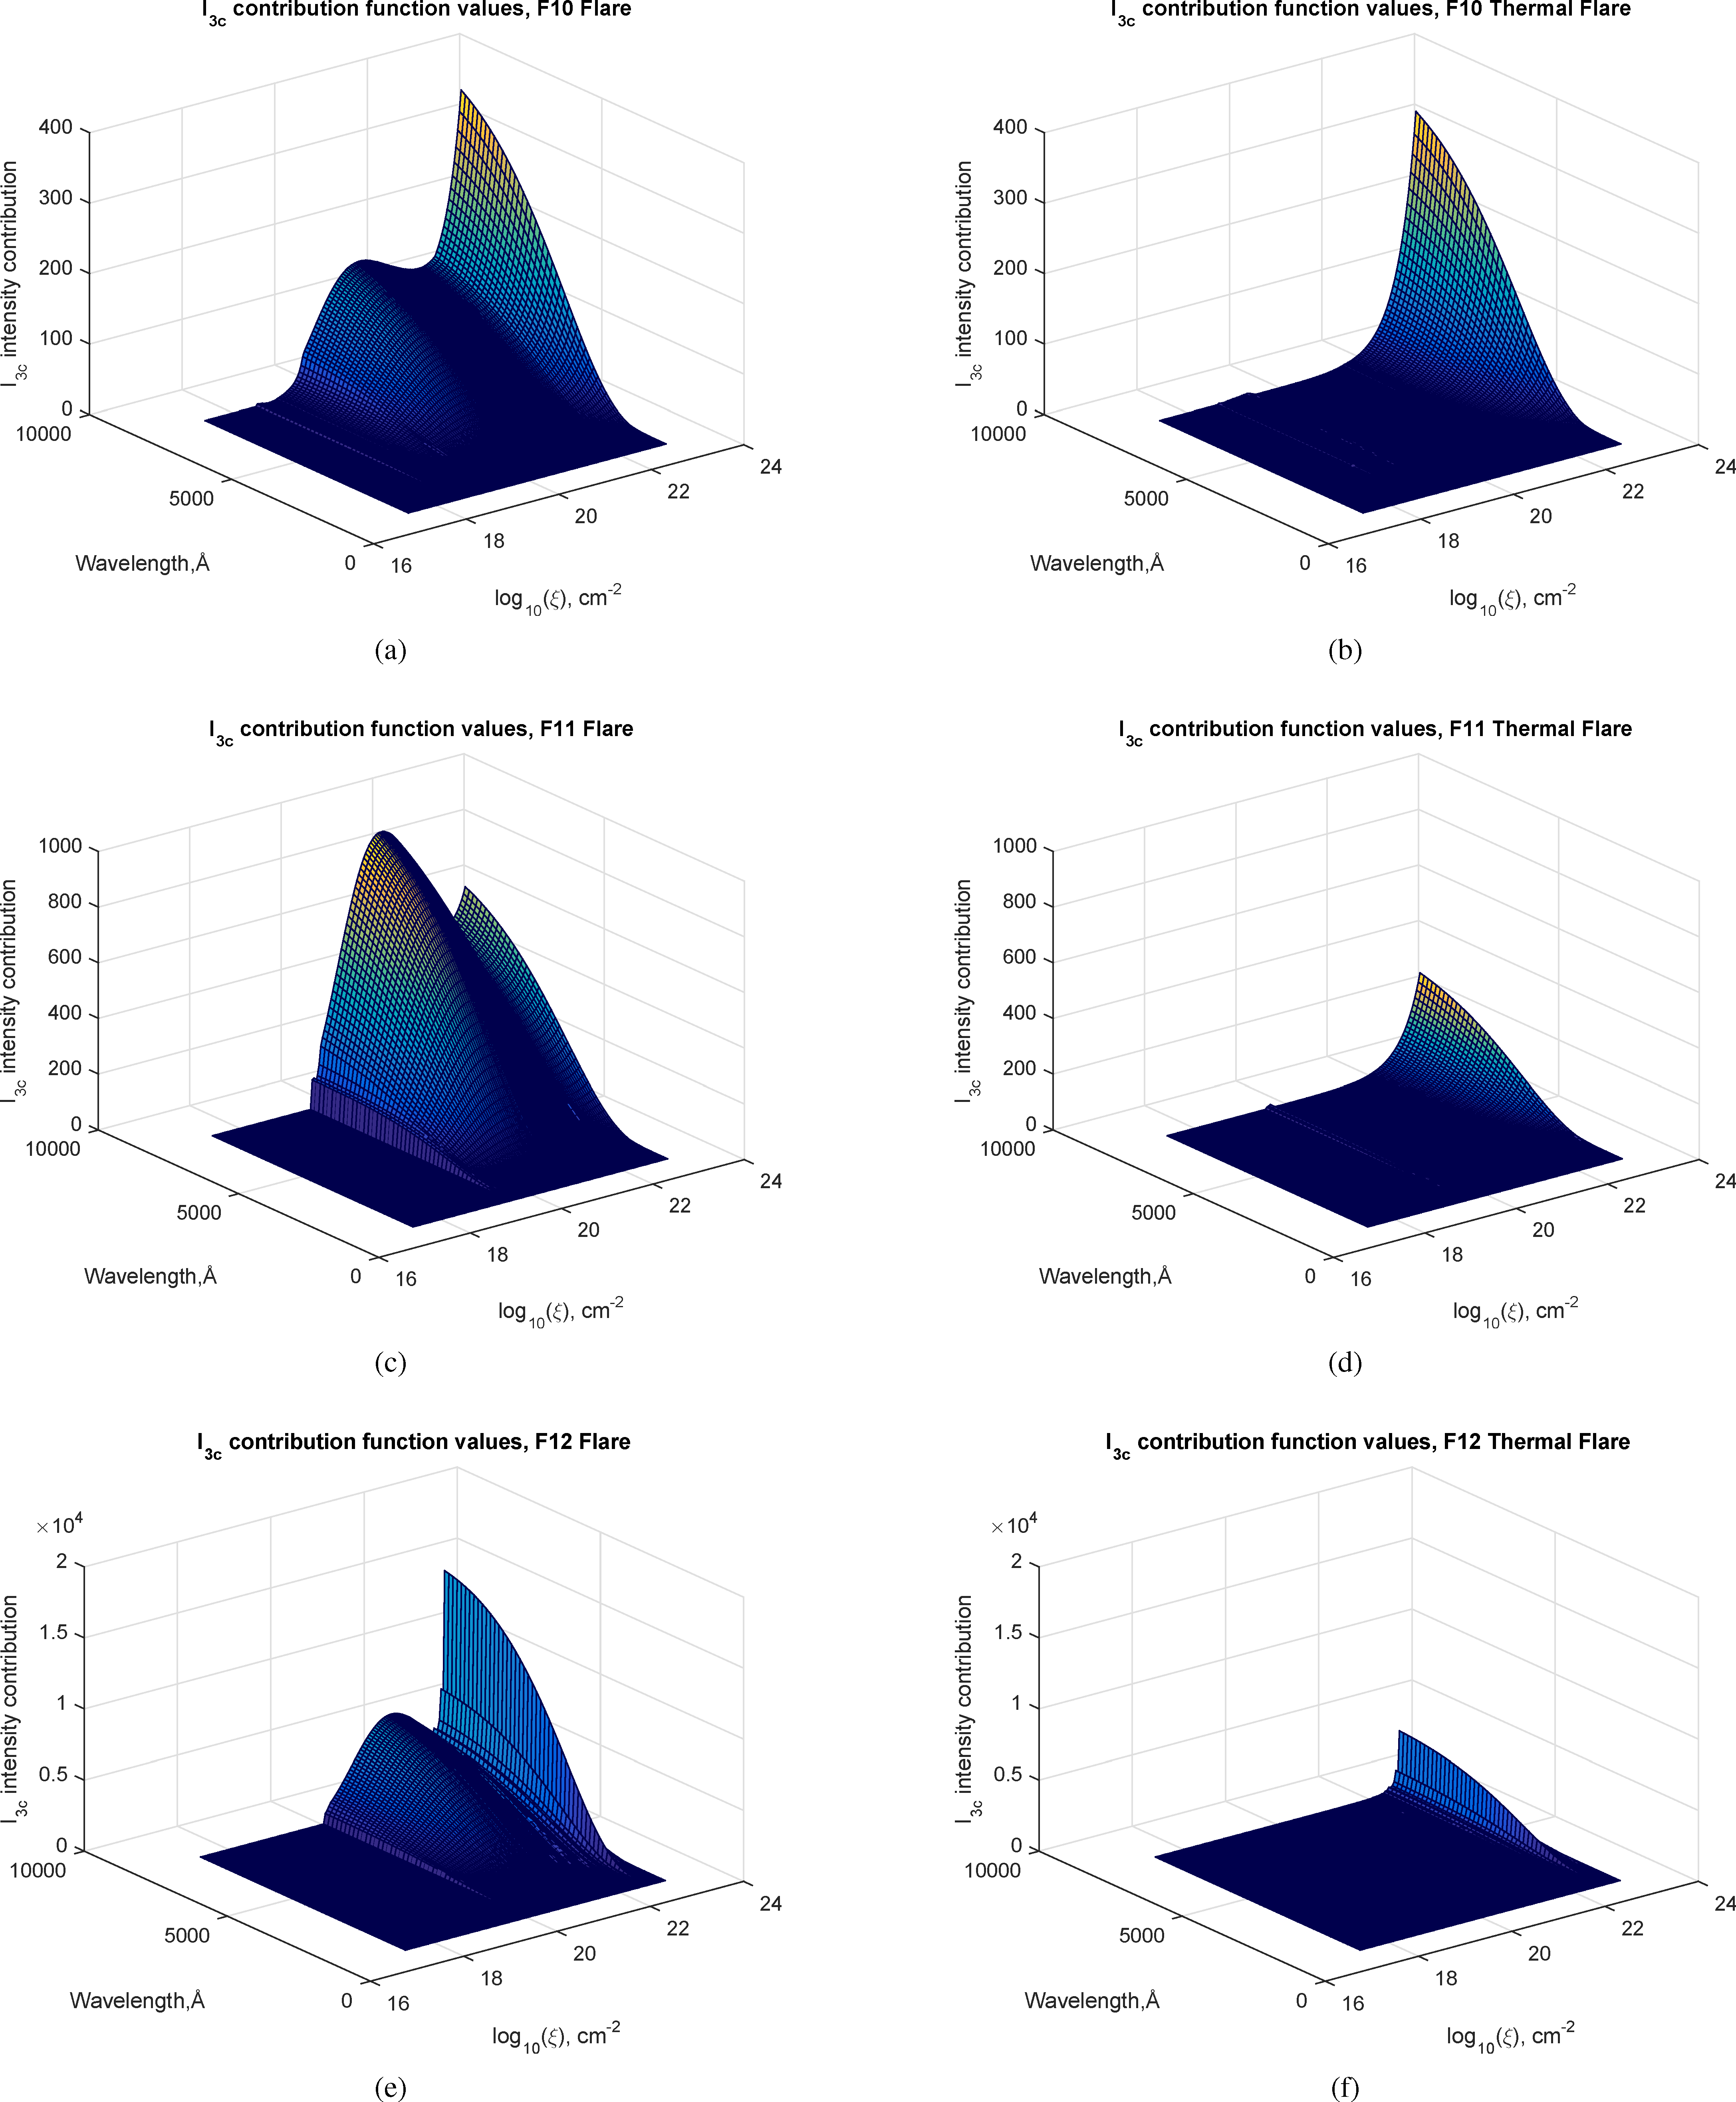 I3c contribution function values, F10 Flare
I3c intensity contribution
400
300
200
100
0
10000
5000
0
Wavelength,Å
16
18
20
22
24
log10(ξ), cm-2
(a)
I3c contribution function values, F10 Thermal Flare
I3c intensity contribution
400
300
200
100
0
10000
5000
0
Wavelength,Å
16
18
20
22
24
log10(ξ), cm-2
(b)
I3c contribution function values, F11 Flare
I3c intensity contribution
1000
800
600
400
200
0
10000
5000
0
Wavelength,Å
16
18
20
22
24
log10(ξ), cm-2
(c)
I3c contribution function values, F11 Thermal Flare
I3c intensity contribution
1000
800
600
400
200
0
10000
5000
0
Wavelength,Å
16
18
20
22
24
log10(ξ), cm-2
(d)
I3c contribution function values, F12 Flare
×104
I3c intensity contribution
2
1.5
1
0.5
0
10000
5000
0
Wavelength,Å
16
18
20
22
24
log10(ξ), cm-2
(e)
I3c contribution function values, F12 Thermal Flare
×104
I3c intensity contribution
2
1.5
1
0.5
0
10000
5000
0
Wavelength,Å
16
18
20
22
24
log10(ξ), cm-2
(f)